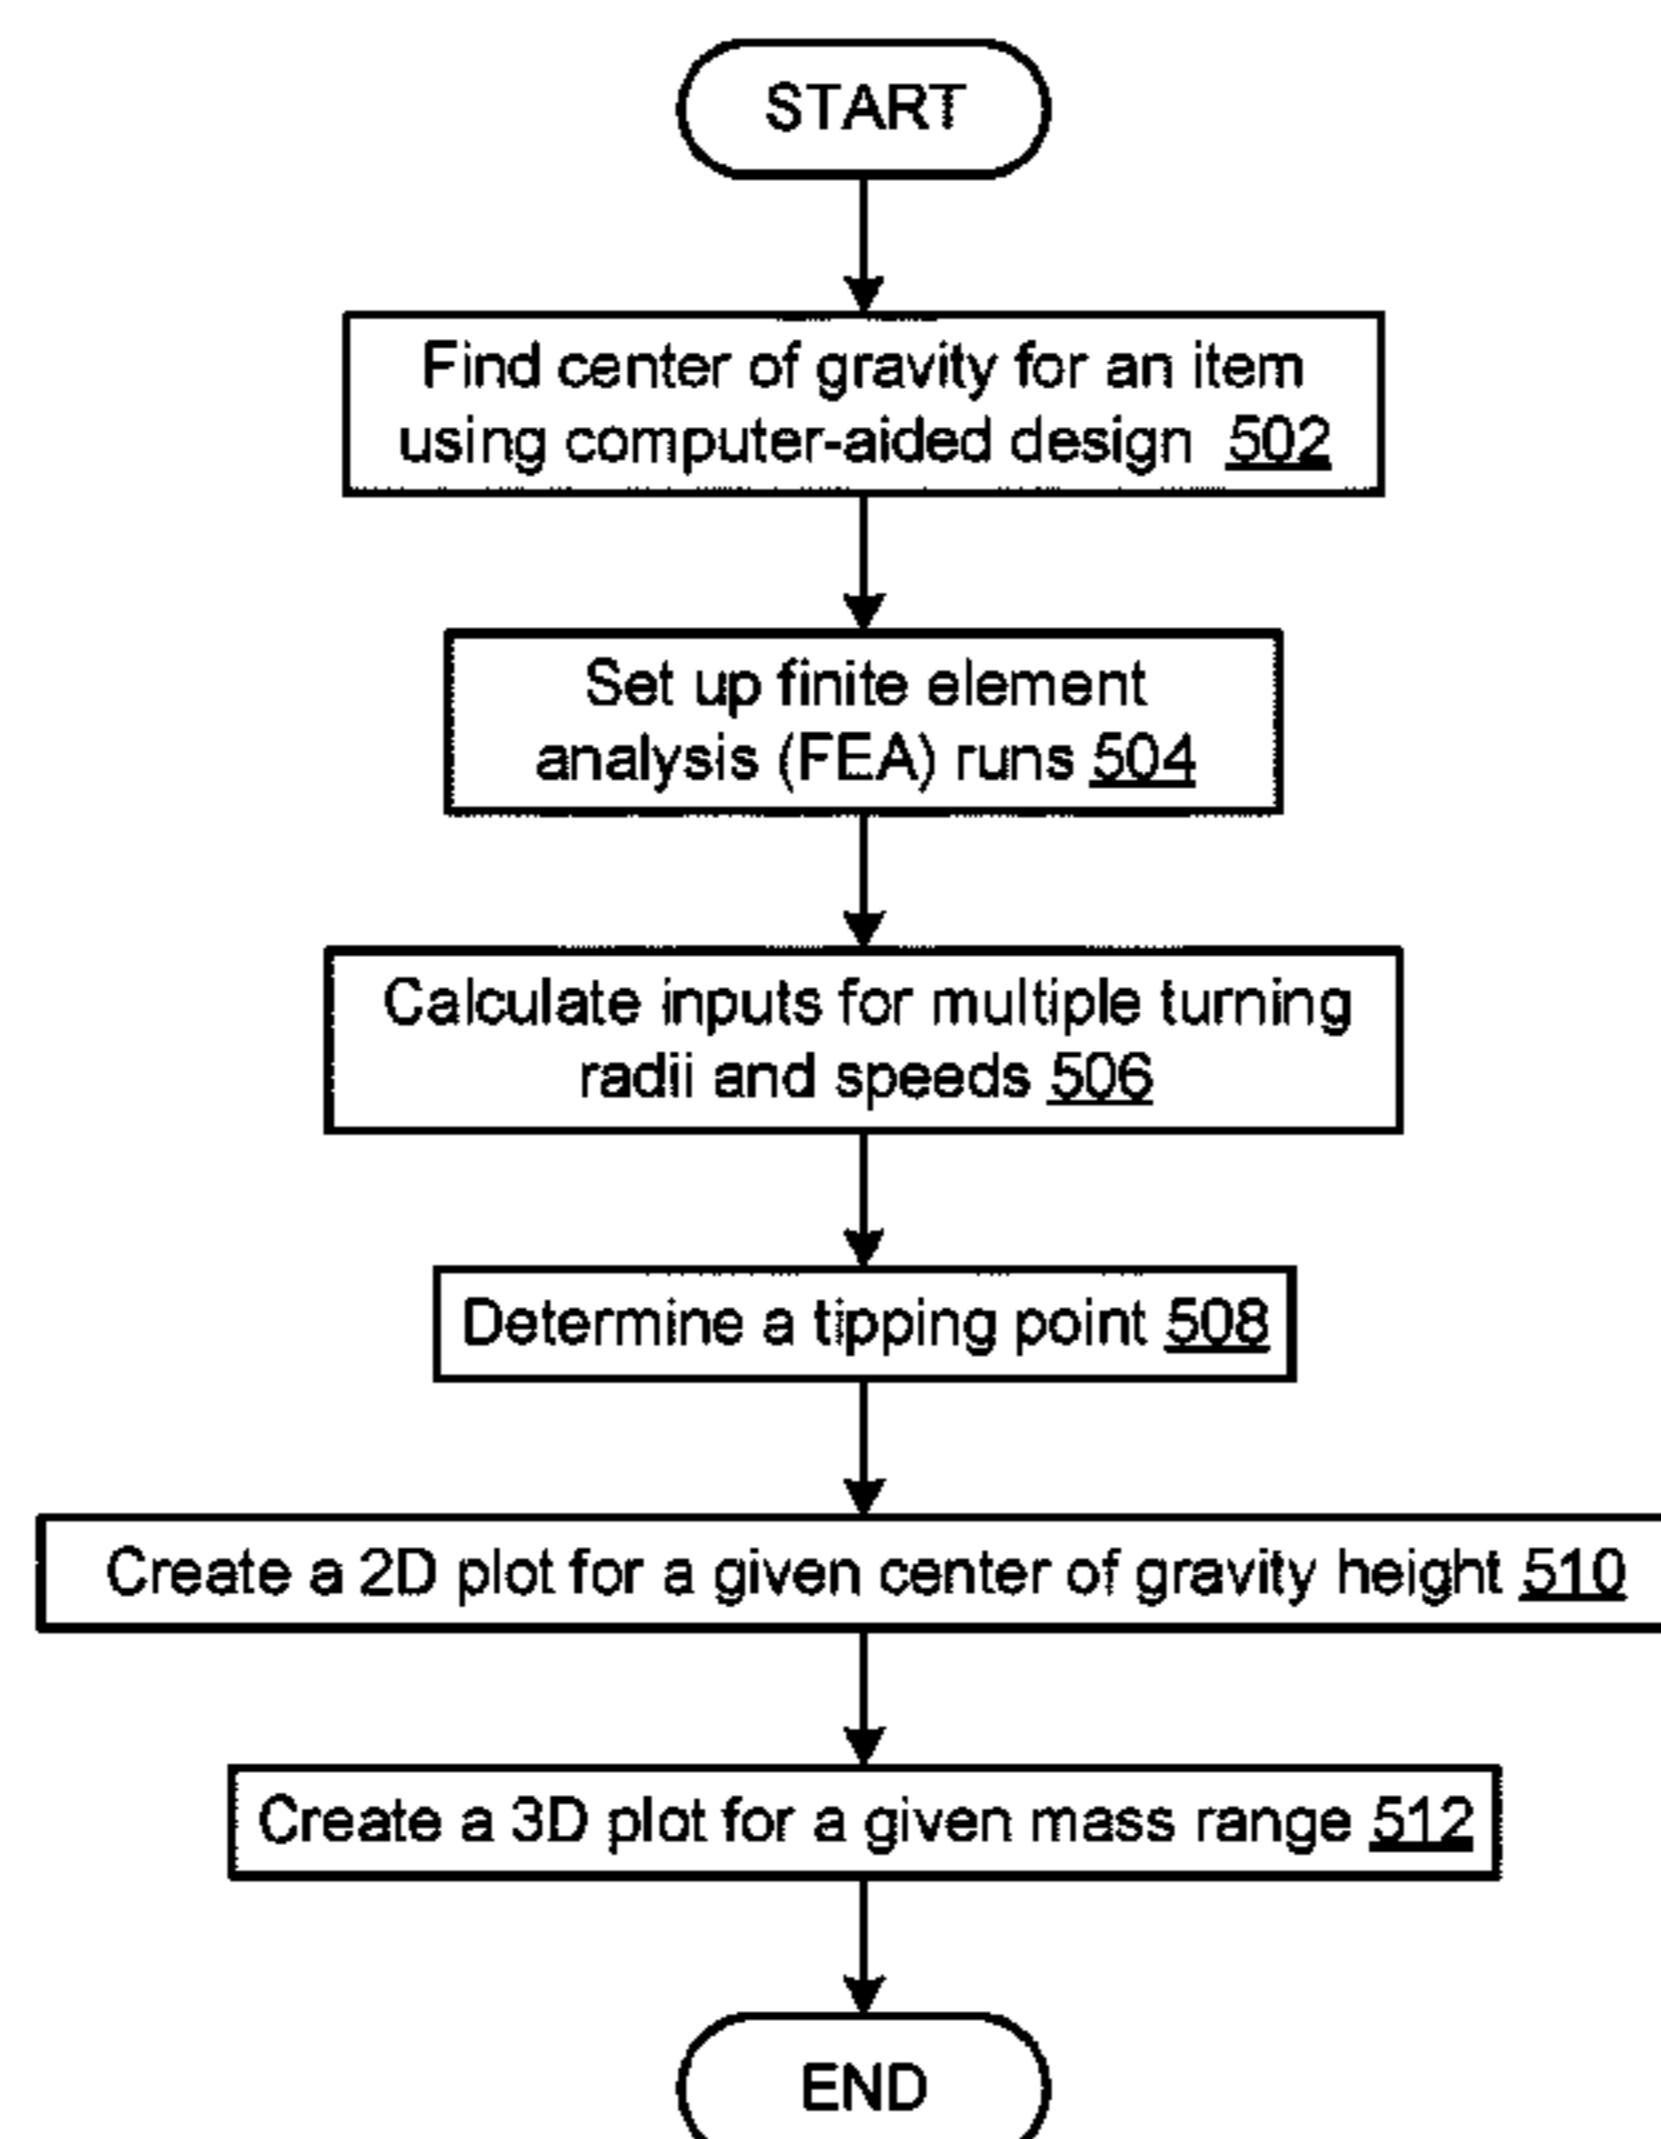 START
Find center of gravity for an item
using computer-aided design 502
Set up finite element
analysis (FEA) runs 504
Calculate inputs for multiple turning
radii and speeds 506
Determine a tipping point 508
Create a 2D plot for a given center of gravity height 510
Create a 3D plot for a given mass range 512
END